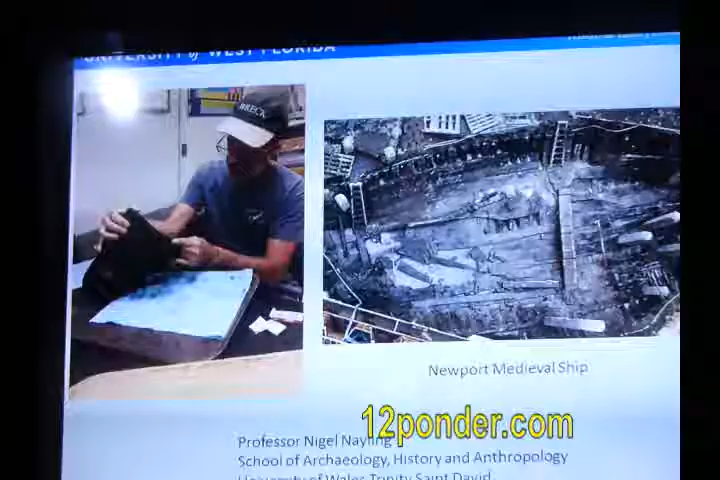 UNIVERSITY of WEST FLORIDA
BRECK
Newport Medieval Ship
12ponder.com
Professor Nigel Nayling
School of Archaeology, History and Anthropology
University of Wales Trinity Saint David